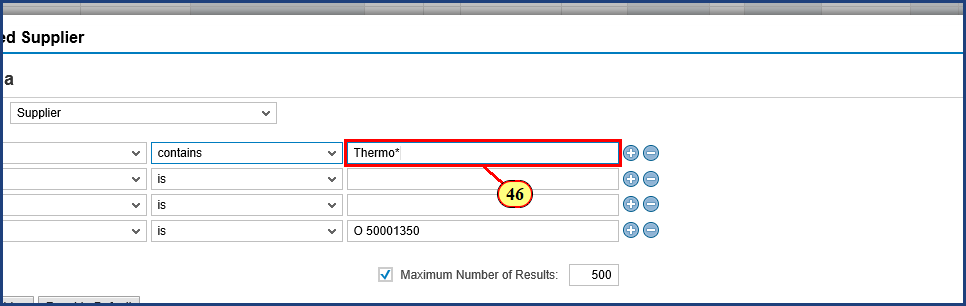 ed Supplier
a
Supplier
contains Thermo*
is
46
is
is O 50001350
Maximum Number of Results: 500